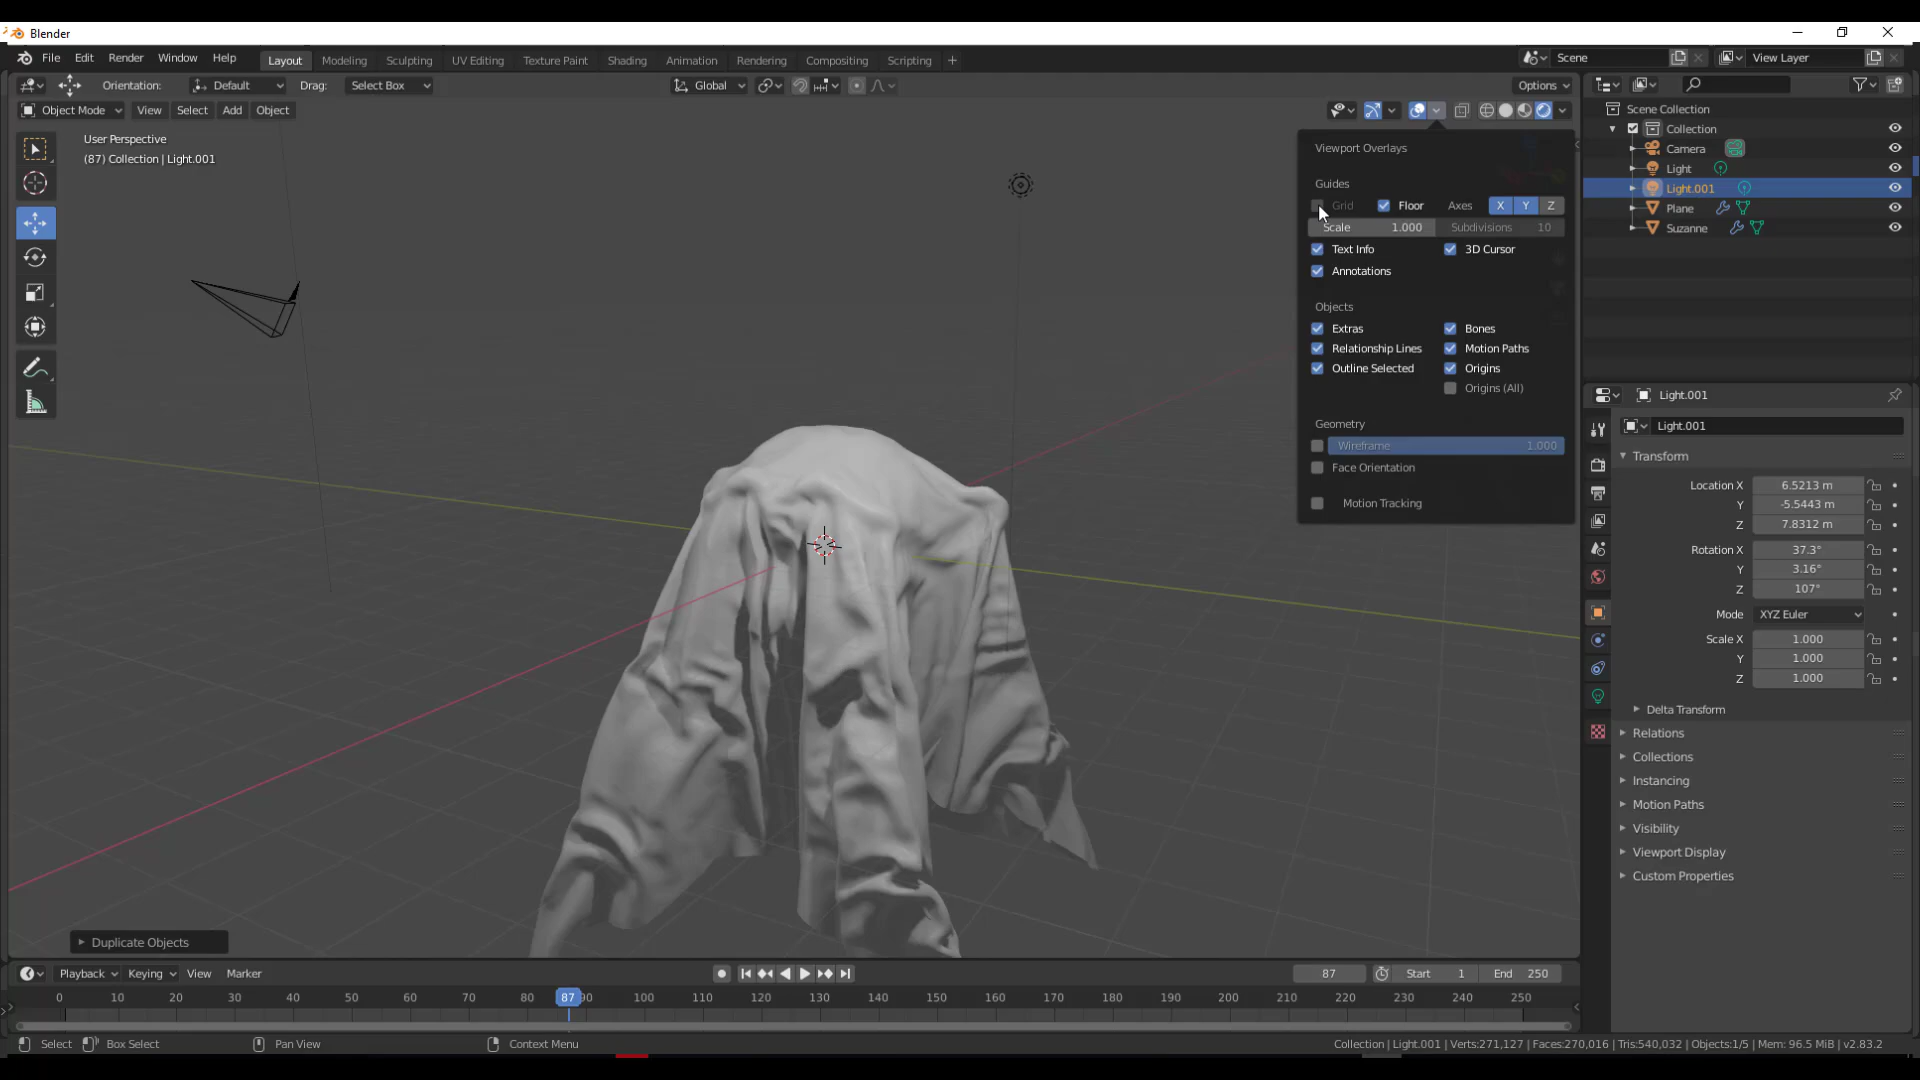 Blender
File Edit Render Window Help Layout Modeling Sculpting UV Editing Texture Paint Shading Animation Rendering Compositing Scripting + Scene View Layer
Orientation: Default Drag: Select Box Global Options
Object Mode View Select Add Object
User Perspective
(87) Collection | Light.001
Viewport Overlays
Guides
Grid Floor Axes X Y Z
Scale 1.000 Subdivisions 10
Text Info 3D Cursor
Annotations
Objects
Extras Bones
Relationship Lines Motion Paths
Outline Selected Origins
Origins (All)
Geometry
Wireframe 1.000
Face Orientation
Motion Tracking
Scene Collection
Collection
Camera
Light
Light.001
Plane
Suzanne
Light.001
Light.001
Transform
Location X 6.5213 m
Y -5.5443 m
Z 7.8312 m
Rotation X 37.3°
Y 3.16°
Z 107°
Mode XYZ Euler
Scale X 1.000
Y 1.000
Z 1.000
Delta Transform
Relations
Collections
Instancing
Motion Paths
Visibility
Viewport Display
Custom Properties
Duplicate Objects
Playback Keying View Marker 87 Start 1 End 250
0 10 20 30 40 50 60 70 80 87 90 100 110 120 130 140 150 160 170 180 190 200 210 220 230 240 250
Select Box Select Pan View Context Menu Collection | Light.001 | Verts:271,127 | Faces:270,016 | Tris:540,032 | Objects:1/5 | Mem: 96.5 MiB | v2.83.2